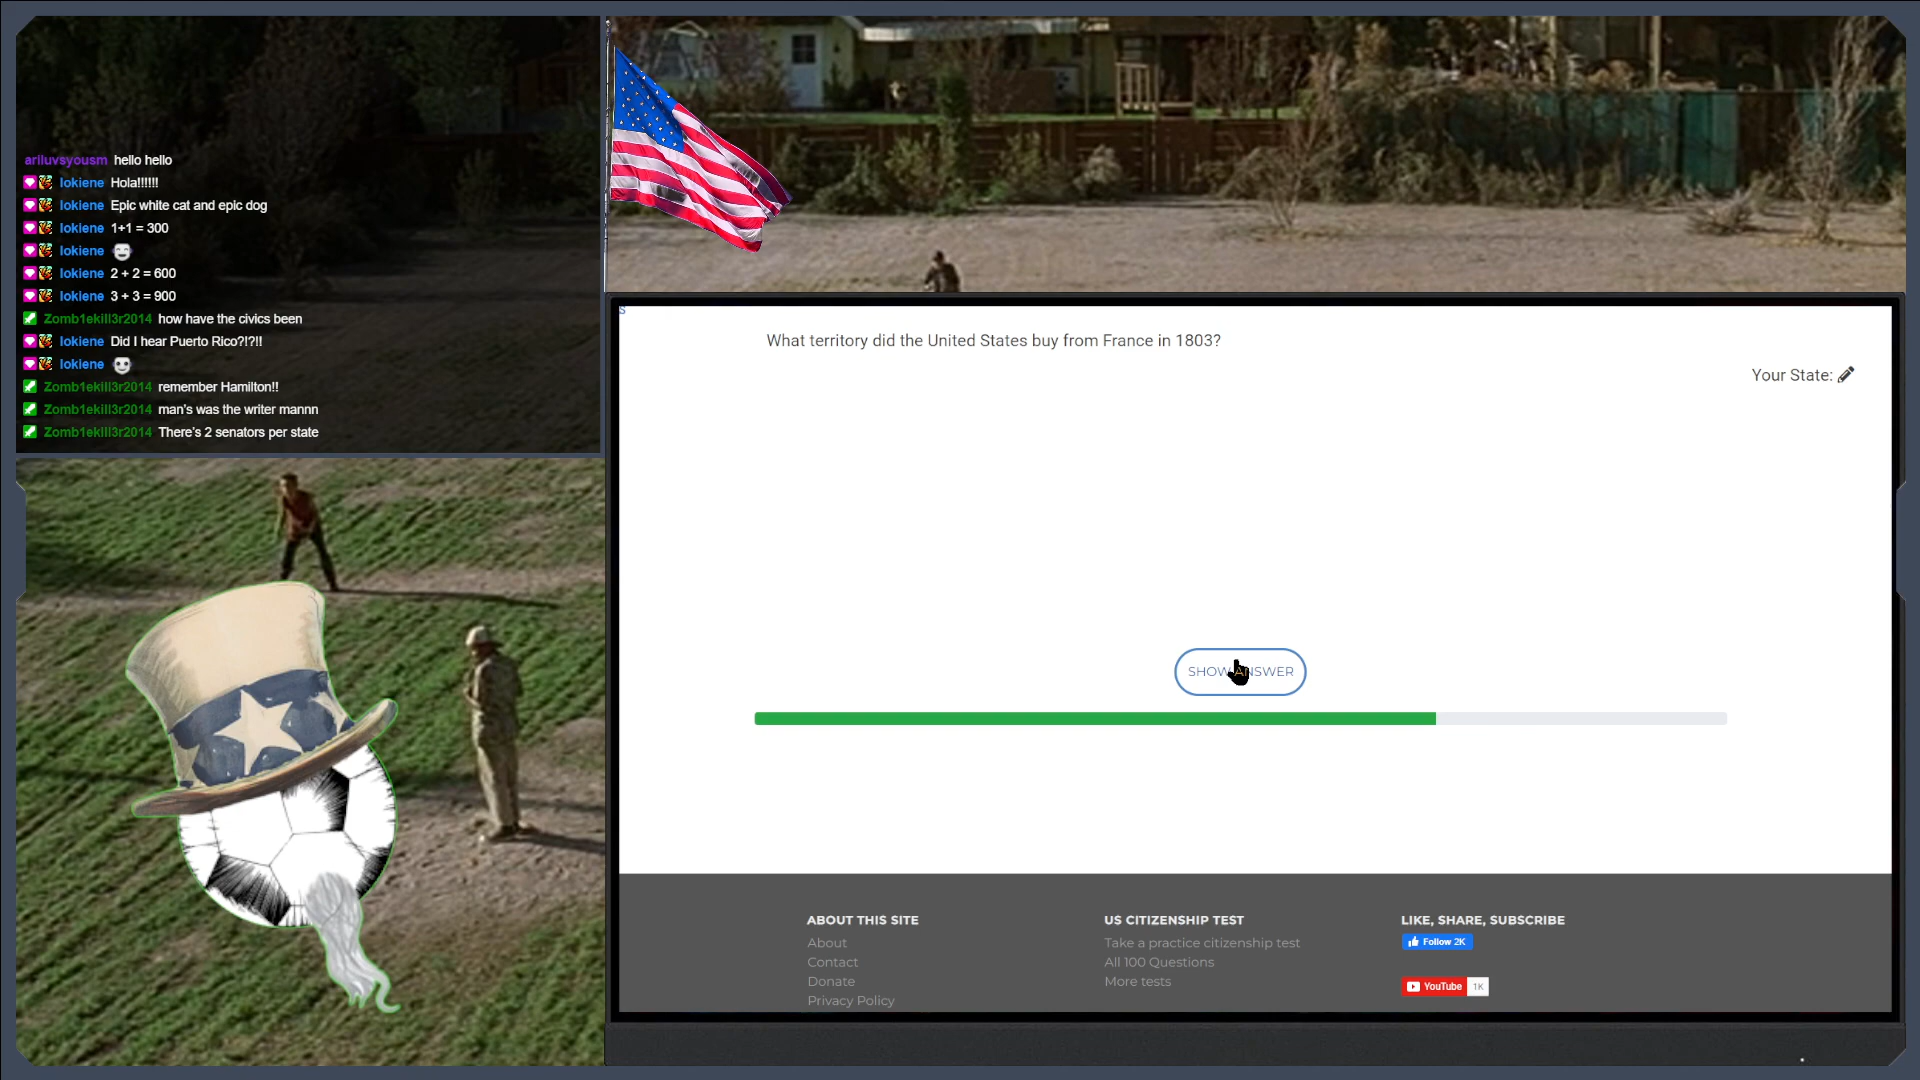 ariluvsyousm hello hello
lokiene Hola!!!!!!
lokiene Epic white cat and epic dog
lokiene 1+1 = 300
lokiene
lokiene 2 + 2 = 600
lokiene 3 + 3 = 900
Zomb1ekill3r2014 how have the civics been
lokiene Did I hear Puerto Rico?!?!!
lokiene
Zomb1ekill3r2014 remember Hamilton!!
Zomb1ekill3r2014 man's was the writer mannn
Zomb1ekill3r2014 There's 2 senators per state
S
What territory did the United States buy from France in 1803?
Your State:
SHOW ANSWER
ABOUT THIS SITE
About
Contact
Donate
Privacy Policy
US CITIZENSHIP TEST
Take a practice citizenship test
All 100 Questions
More tests
LIKE, SHARE, SUBSCRIBE
Follow 2K
YouTube 1K